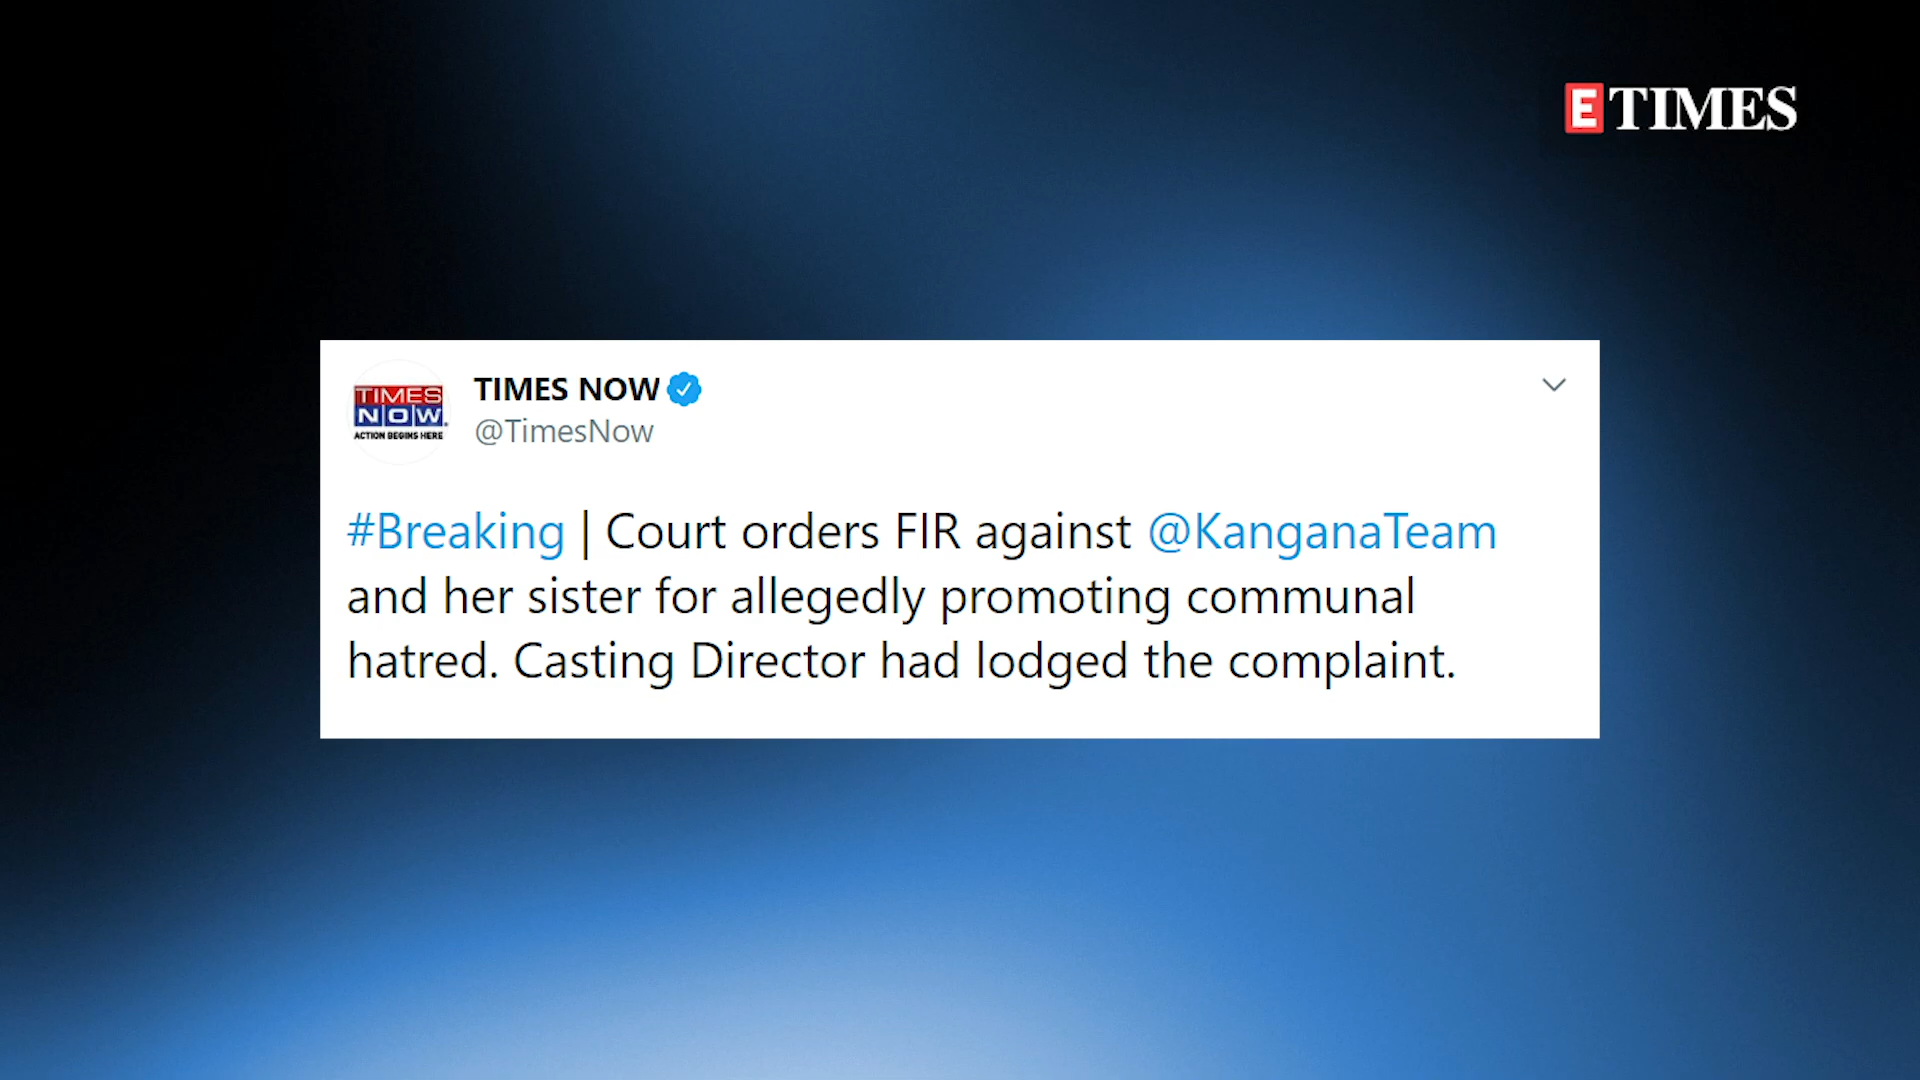 ETIMES
TIMES NOW
@TimesNow
TIMES
NOW
ACTION BEGINS HERE
#Breaking | Court orders FIR against @KanganaTeam
and her sister for allegedly promoting communal
hatred. Casting Director had lodged the complaint.